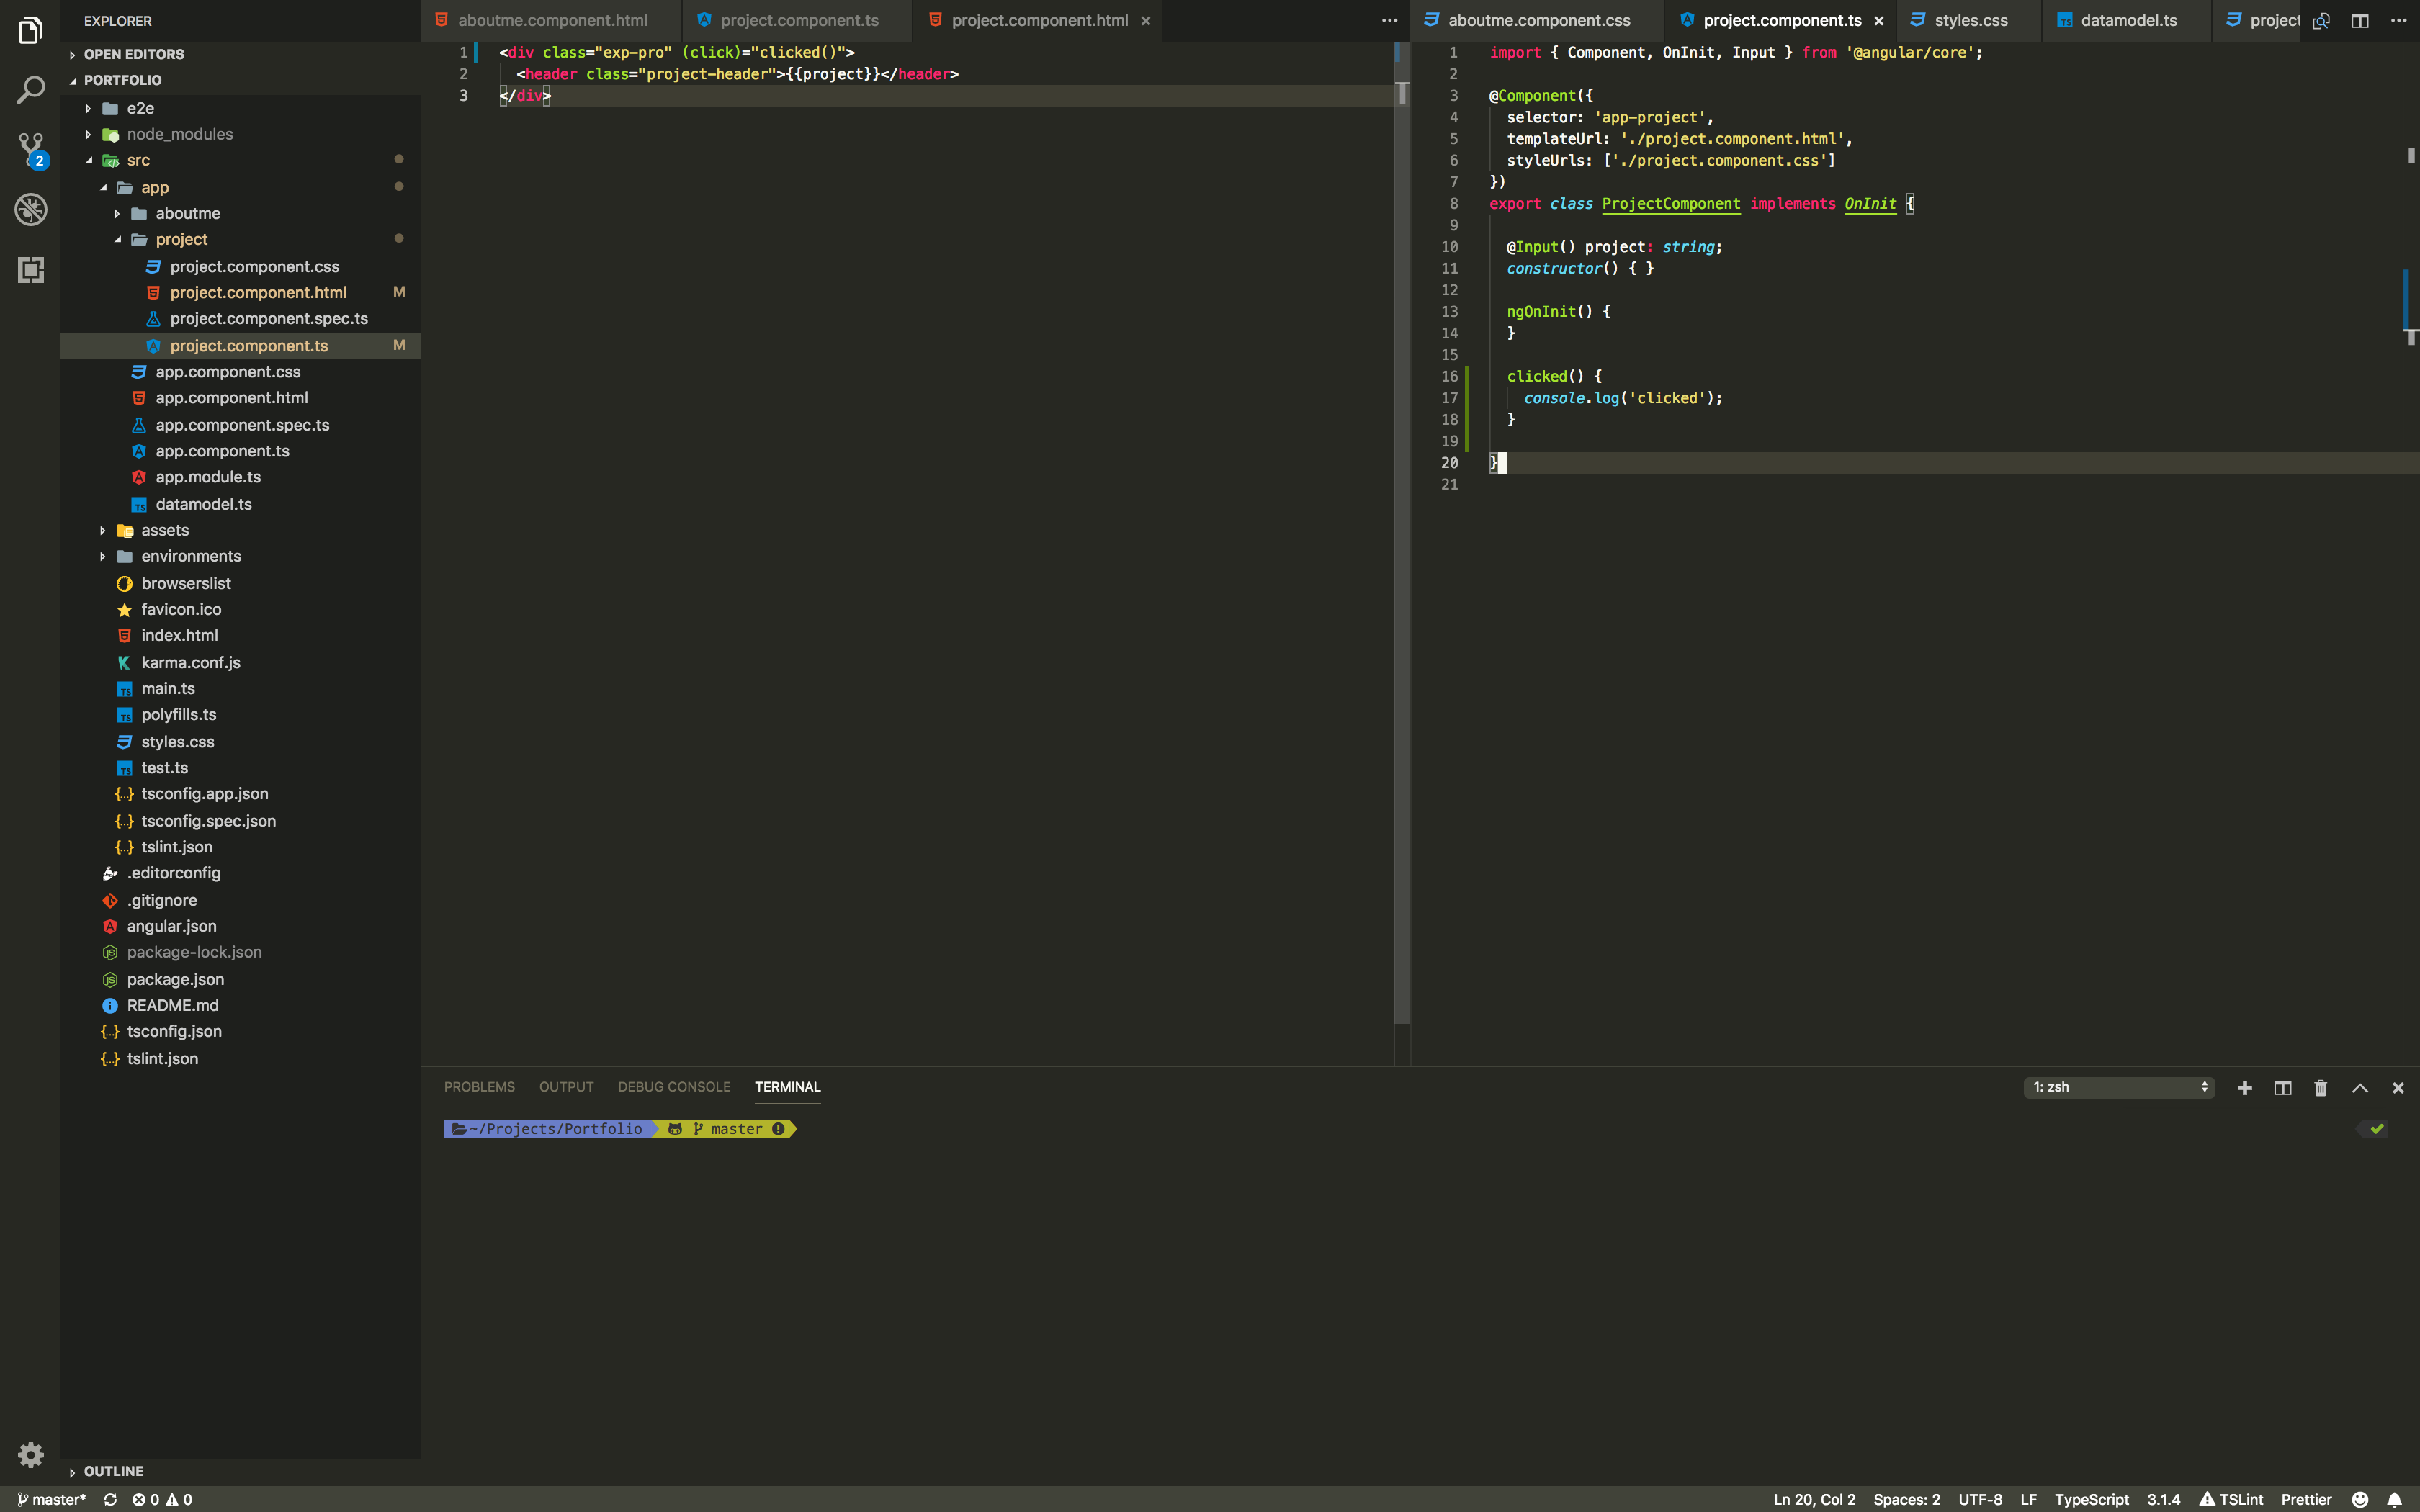 EXPLORER
OPEN EDITORS
PORTFOLIO
e2e
node_modules
src
app
aboutme
project
project.component.css
project.component.html M
project.component.spec.ts
project.component.ts M
app.component.css
app.component.html
app.component.spec.ts
app.component.ts
app.module.ts
datamodel.ts
assets
environments
browserslist
favicon.ico
index.html
karma.conf.js
main.ts
polyfills.ts
styles.css
test.ts
tsconfig.app.json
tsconfig.spec.json
tslint.json
.editorconfig
.gitignore
angular.json
package-lock.json
package.json
README.md
tsconfig.json
tslint.json
OUTLINE
2
aboutme.component.html project.component.ts project.component.html
1 <div class="exp-pro" (click)="clicked()">
2 <header class="project-header">{{project}}</header>
3 </div>
aboutme.component.css project.component.ts styles.css datamodel.ts project
1 import { Component, OnInit, Input } from '@angular/core';
2
3 @Component({
4 selector: 'app-project',
5 templateUrl: './project.component.html',
6 styleUrls: ['./project.component.css']
7 })
8 export class ProjectComponent implements OnInit {
9
10 @Input() project: string;
11 constructor() { }
12
13 ngOnInit() {
14 }
15
16 clicked() {
17 console.log('clicked');
18 }
19
20 }
21
PROBLEMS OUTPUT DEBUG CONSOLE TERMINAL 1: zsh
~/Projects/Portfolio master
master* 0 0 Ln 20, Col 2 Spaces: 2 UTF-8 LF TypeScript 3.1.4 TSLint Prettier